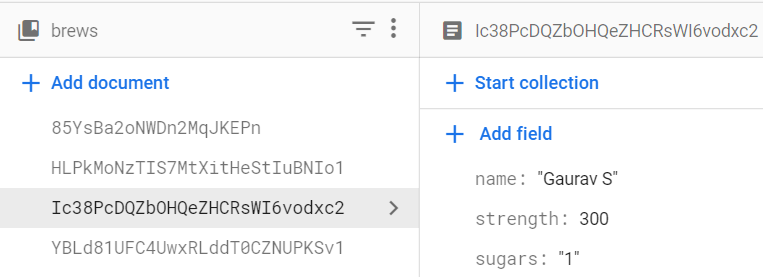 brews
Ic38PcDQZbOHQeZHCRsWI6vodxc2
Add document
Start collection
85YsBa2oNWDn2MqJKEPn
Add field
HLPkMoNzTIS7MtXitHeStIuBNIo1
name: "Gaurav S"
Ic38PcDQZbOHQeZHCRsWI6vodxc2
strength: 300
YBLd81UFC4UwxRLddT0CZNUPKSv1
sugars: "1"